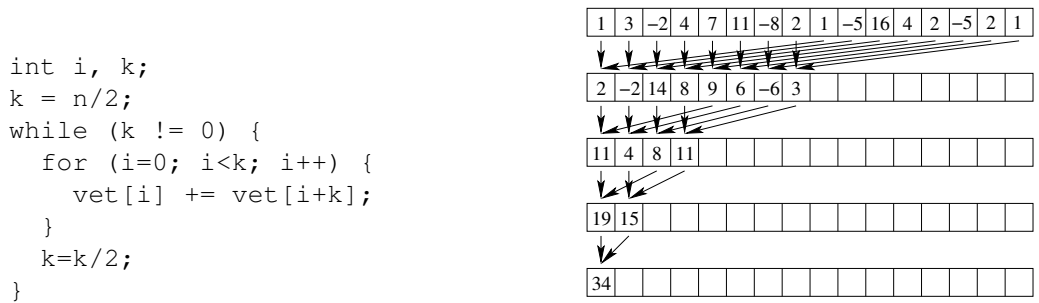 int i, k;
k = n/2;
while (k != 0) {
  for (i=0; i<k; i++) {
    vet[i] += vet[i+k];
  }
  k=k/2;
}
1 3 −2 4 7 11 −8 2 1 −5 16 4 2 −5 2 1
2 −2 14 8 9 6 −6 3
11 4 8 11
19 15
34